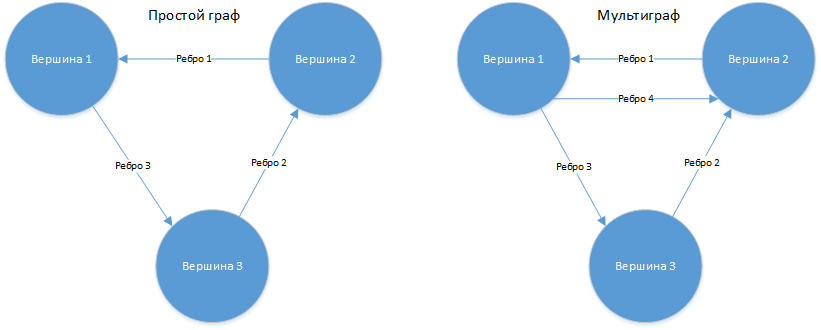 Простой граф
Вершина 1
Ребро 1
Вершина 2
Ребро 3
Ребро 2
Вершина 3
Мультиграф
Вершина 1
Ребро 1
Вершина 2
Ребро 4
Ребро 3
Ребро 2
Вершина 3